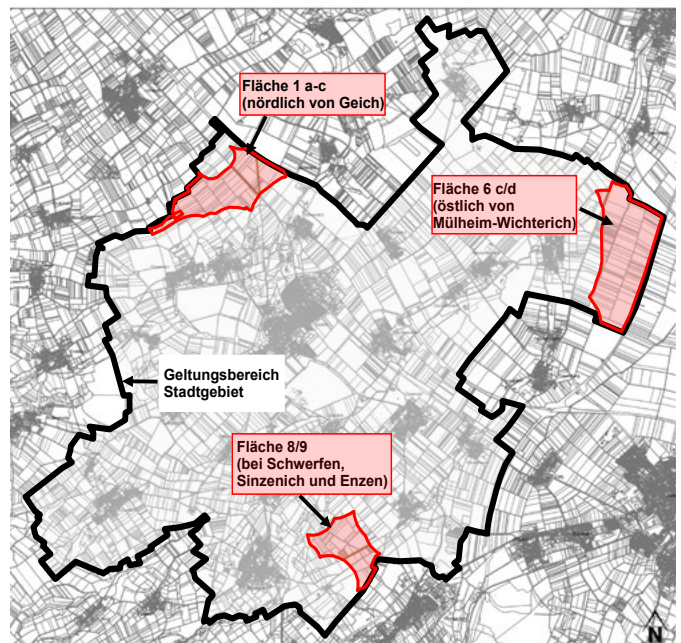 Fläche 1 a-c
(nördlich von Geich)
Fläche 6 c/d
(östlich von
Mülheim-Wichterich)
Geltungsbereich
Stadtgebiet
Fläche 8/9
(bei Schwerfen,
Sinzenich und Enzen)
N